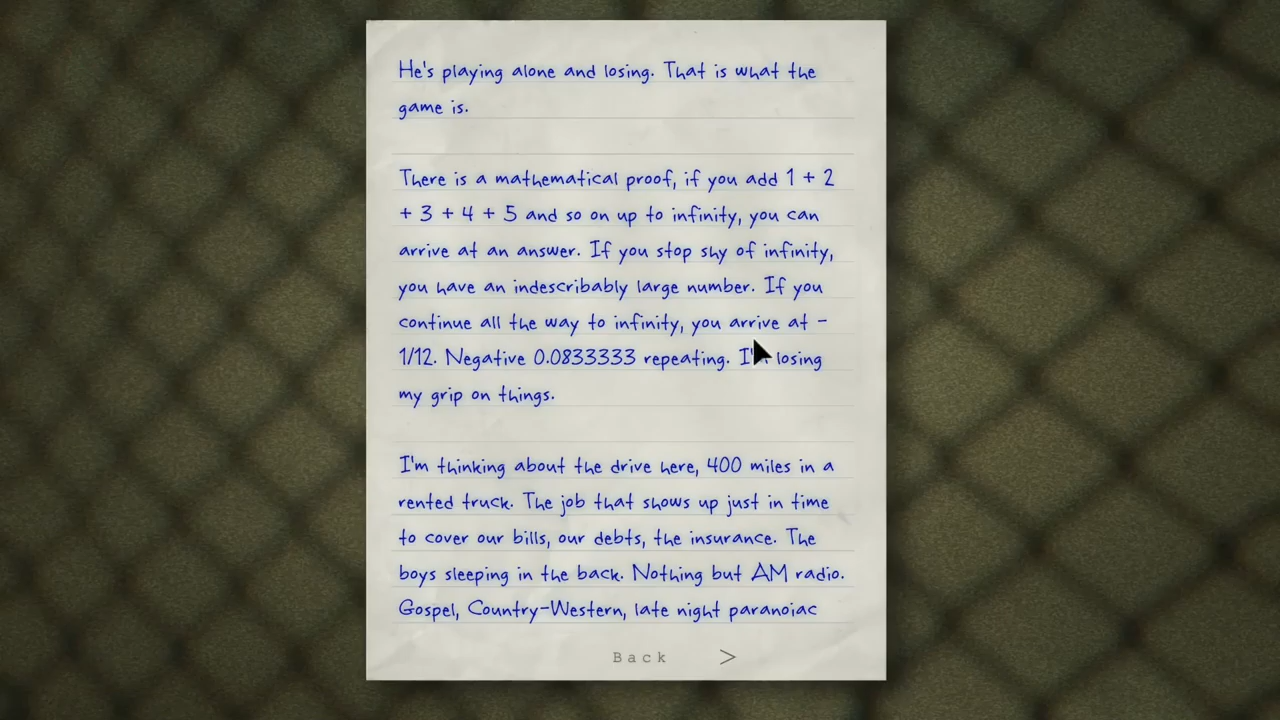 He's playing alone and losing. That is what the
game is.
There is a mathematical proof, if you add 1 + 2
+ 3 + 4 + 5 and so on up to infinity, you can
arrive at an answer. If you stop shy of infinity,
you have an indescribably large number. If you
continue all the way to infinity, you arrive at -
1/12. Negative 0.0833333 repeating. I'm losing
my grip on things.
I'm thinking about the drive here, 400 miles in a
rented truck. The job that shows up just in time
to cover our bills, our debts, the insurance. The
boys sleeping in the back. Nothing but AM radio.
Gospel, Country-Western, late night paranoiac
Back >